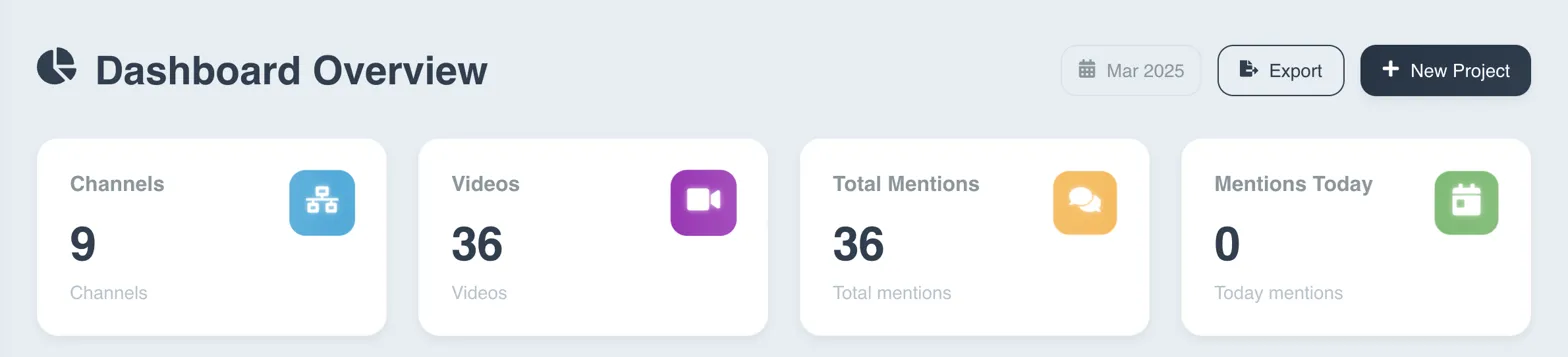 Dashboard Overview
Mar 2025
Export
New Project
Channels
9
Channels
Videos
36
Videos
Total Mentions
36
Total mentions
Mentions Today
0
Today mentions